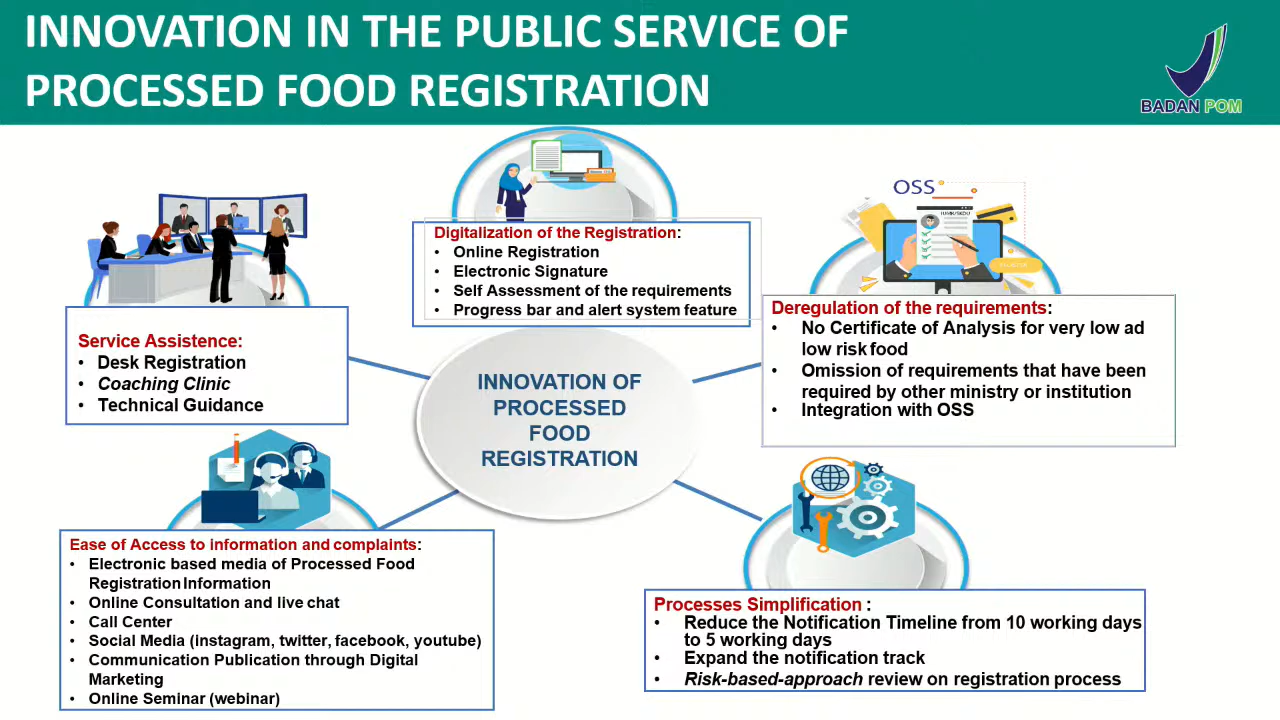 INNOVATION IN THE PUBLIC SERVICE OF
PROCESSED FOOD REGISTRATION
BADAN POM
Digitalization of the Registration:
• Online Registration
• Electronic Signature
• Self Assessment of the requirements
• Progress bar and alert system feature
OSS
IUMK/SKDU
Deregulation of the requirements:
• No Certificate of Analysis for very low ad
low risk food
• Omission of requirements that have been
required by other ministry or institution
• Integration with OSS
Service Assistence:
• Desk Registration
• Coaching Clinic
• Technical Guidance
INNOVATION OF
PROCESSED
FOOD
REGISTRATION
Ease of Access to information and complaints:
• Electronic based media of Processed Food
Registration Information
• Online Consultation and live chat
• Call Center
• Social Media (instagram, twitter, facebook, youtube)
• Communication Publication through Digital
Marketing
• Online Seminar (webinar)
Processes Simplification :
• Reduce the Notification Timeline from 10 working days
to 5 working days
• Expand the notification track
• Risk-based-approach review on registration process